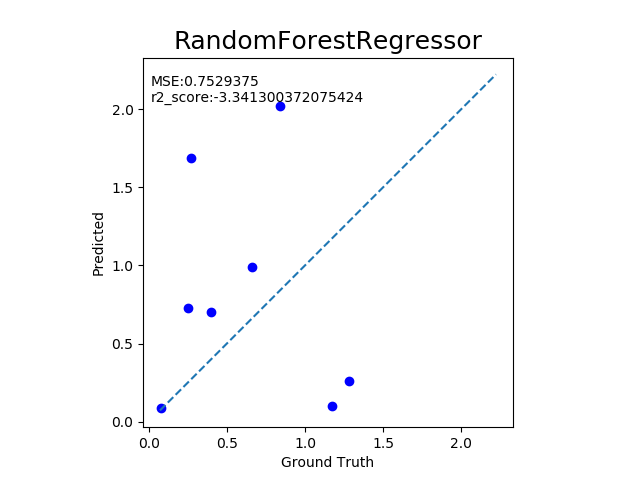 RandomForestRegressor
MSE:0.7529375
r2_score:-3.341300372075424
2.0
1.5
1.0
0.5
0.0
Predicted
0.0 0.5 1.0 1.5 2.0
Ground Truth